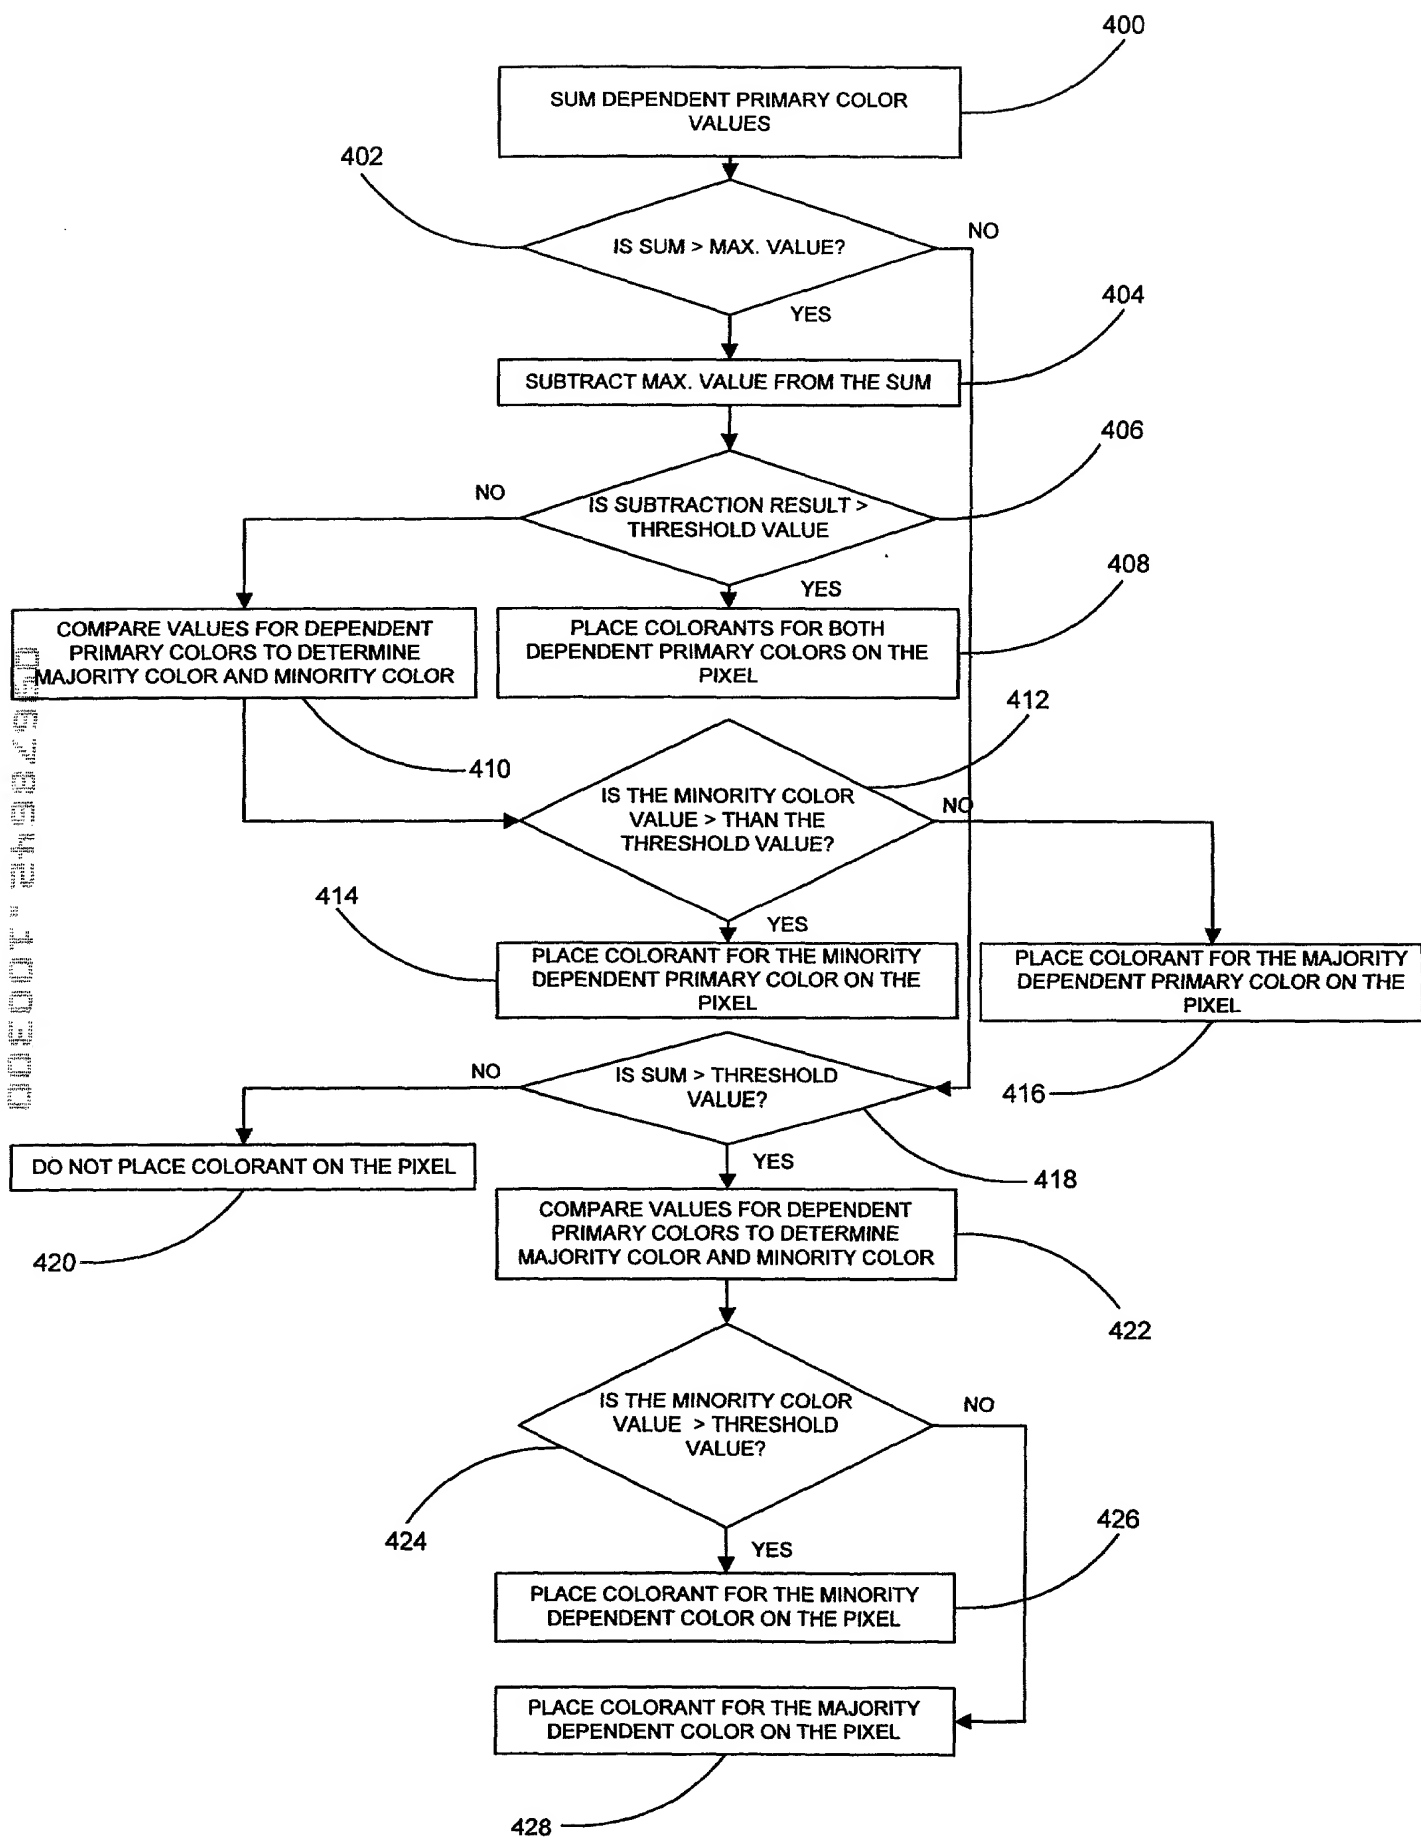 400
SUM DEPENDENT PRIMARY COLOR
VALUES
402
NO
IS SUM > MAX. VALUE?
YES
404
SUBTRACT MAX. VALUE FROM THE SUM
406
NO
IS SUBTRACTION RESULT >
THRESHOLD VALUE
YES
408
COMPARE VALUES FOR DEPENDENT
PRIMARY COLORS TO DETERMINE
MAJORITY COLOR AND MINORITY COLOR
PLACE COLORANTS FOR BOTH
DEPENDENT PRIMARY COLORS ON THE
PIXEL
412
410
IS THE MINORITY COLOR
VALUE > THAN THE
THRESHOLD VALUE?
NO
414
YES
PLACE COLORANT FOR THE MINORITY
DEPENDENT PRIMARY COLOR ON THE
PIXEL
PLACE COLORANT FOR THE MAJORITY
DEPENDENT PRIMARY COLOR ON THE
PIXEL
416
NO
IS SUM > THRESHOLD
VALUE?
418
YES
DO NOT PLACE COLORANT ON THE PIXEL
420
COMPARE VALUES FOR DEPENDENT
PRIMARY COLORS TO DETERMINE
MAJORITY COLOR AND MINORITY COLOR
422
IS THE MINORITY COLOR
VALUE > THRESHOLD
VALUE?
NO
424
YES
426
PLACE COLORANT FOR THE MINORITY
DEPENDENT COLOR ON THE PIXEL
PLACE COLORANT FOR THE MAJORITY
DEPENDENT COLOR ON THE PIXEL
428